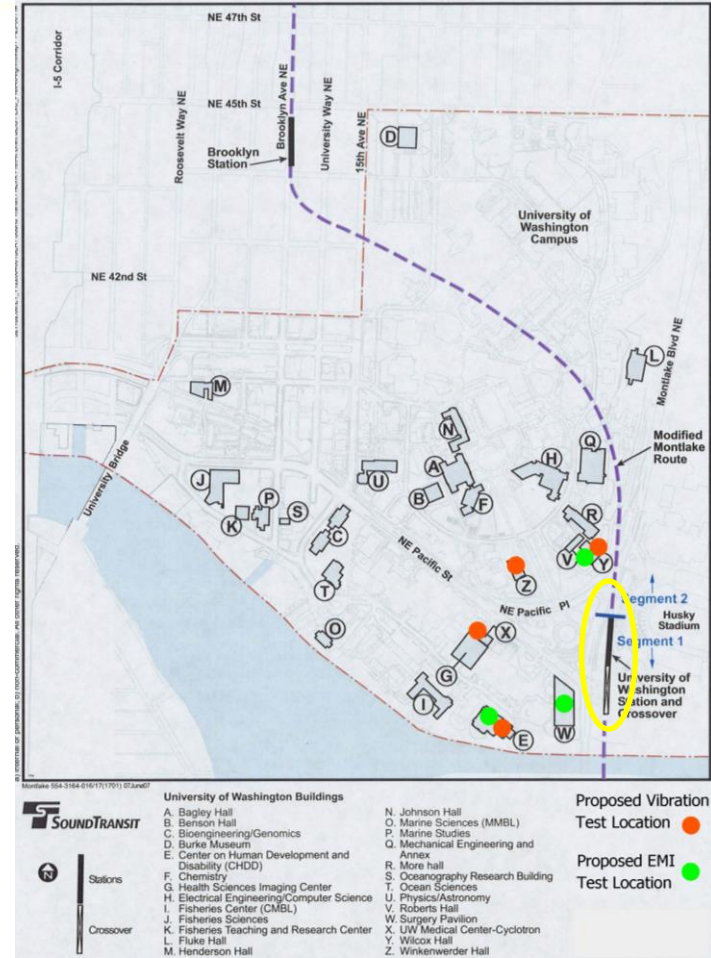 NE 47th St
I-5 Corridor
Roosevelt Way NE
NE 45th St
Brooklyn Ave NE
University Way NE
15th Ave NE
Brooklyn
Station
D
University of
Washington
Campus
NE 42nd St
L
Montlake Blvd NE
M
N
Modified
Montlake
Route
University Bridge
J
K
P
S
U
A
B
F
H
Q
R
C
NE Pacific St
V
Y
Z
T
NE Pacific Pl
Segment 2
Husky
Stadium
Segment 1
O
X
G
University of
Washington
Station and
Crossover
I
E
W
Montlake 554-3164-816/17(1701) 07June07
SOUNDTRANSIT
N
Stations
Crossover
University of Washington Buildings
A. Bagley Hall
B. Benson Hall
C. Bioengineering/Genomics
D. Burke Museum
E. Center on Human Development and
Disability (CHDD)
F. Chemistry
G. Health Sciences Imaging Center
H. Electrical Engineering/Computer Science
I. Fisheries Center (CMBL)
J. Fisheries Sciences
K. Fisheries Teaching and Research Center
L. Fluke Hall
M. Henderson Hall
N. Johnson Hall
O. Marine Sciences (MMBL)
P. Marine Studies
Q. Mechanical Engineering and
Annex
R. More hall
S. Oceanography Research Building
T. Ocean Sciences
U. Physics/Astronomy
V. Roberts Hall
W. Surgery Pavilion
X. UW Medical Center-Cyclotron
Y. Wilcox Hall
Z. Winkenwerder Hall
Proposed Vibration
Test Location
Proposed EMI
Test Location